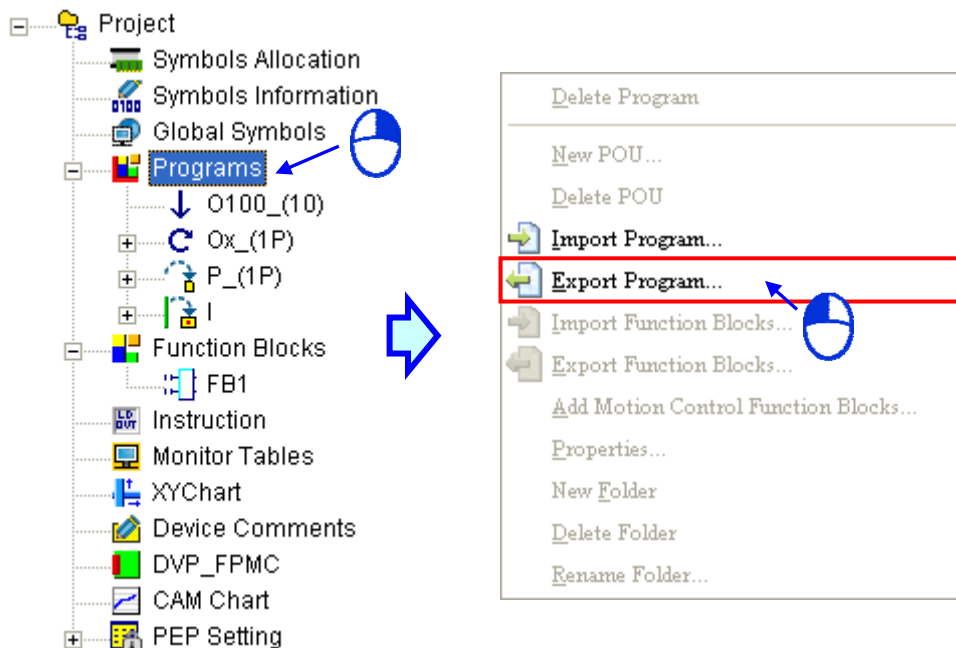 Project
Symbols Allocation
Symbols Information
Global Symbols
Programs
O100_(10)
Ox_(1P)
P_(1P)
I
Function Blocks
FB1
Instruction
Monitor Tables
XYChart
Device Comments
DVP_FPMC
CAM Chart
PEP Setting
Delete Program
New POU...
Delete POU
Import Program...
Export Program...
Import Function Blocks...
Export Function Blocks...
Add Motion Control Function Blocks...
Properties...
New Folder
Delete Folder
Rename Folder...